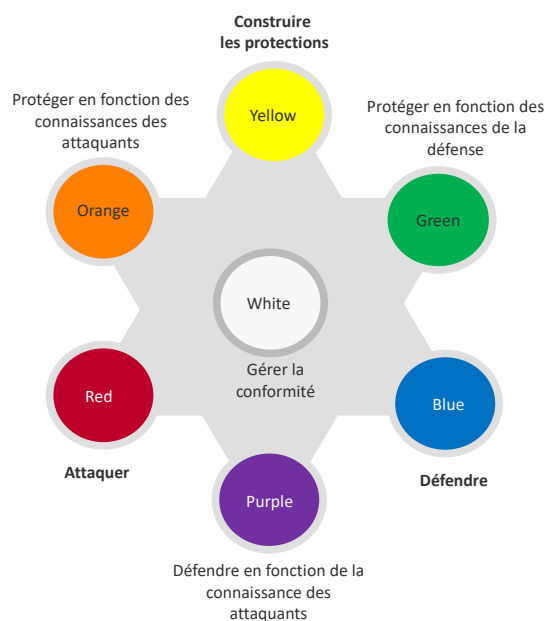 Construire
les protections
Yellow
Protéger en fonction des
connaissances des
attaquants
Protéger en fonction des
connaissances de la
défense
Orange
Green
White
Gérer la
conformité
Red
Blue
Attaquer
Défendre
Purple
Défendre en fonction de la
connaissance des
attaquants